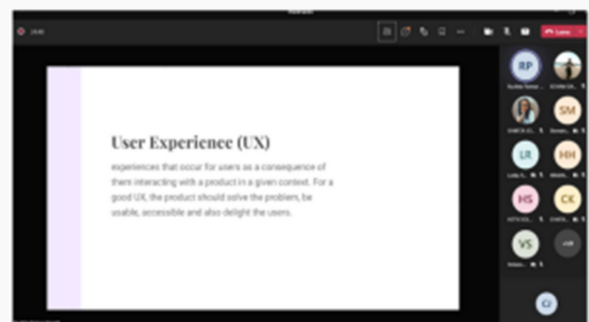 Leave
User Experience (UX)
experiences that occur for users as a consequence of
them interacting with a product in a given context. For a
good UX, the product should solve the problem, be
usable, accessible and also delight the users.
RP
SM
LR
HH
HS
CK
VS
CJ